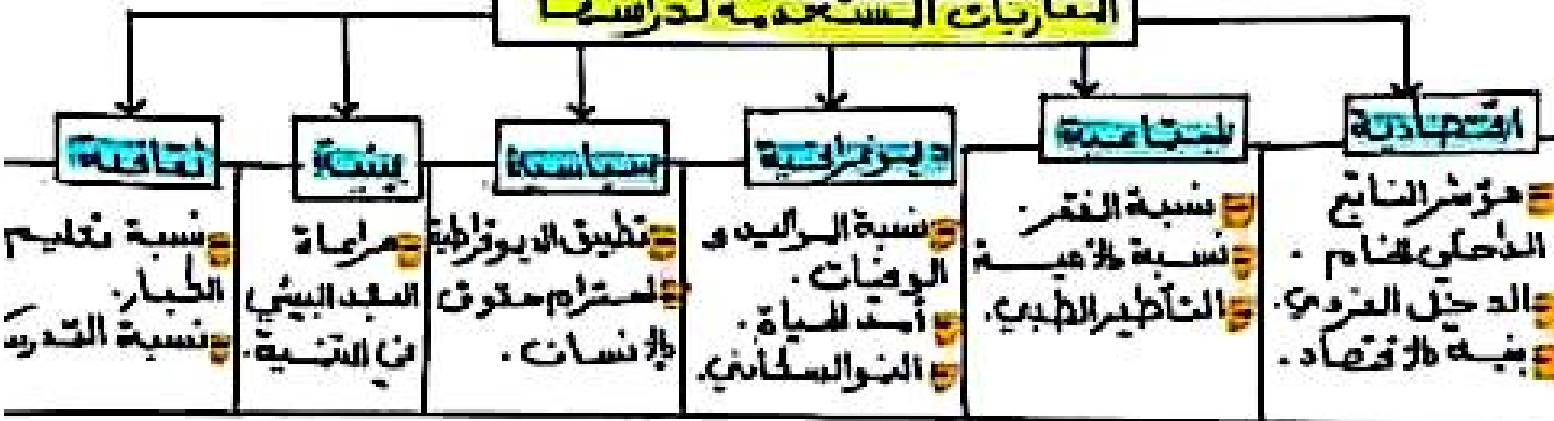 المقاربات المستخدمة لدراستها
اقتصادية
مؤشر الناتج
الداخلي الخام.
الدخل الفردي.
بنية الاقتصاد.
اجتماعية
نسبة الفقر.
نسبة الأمية
التأطير الطبي.
ديموغرافية
نسبة الواليد و
الوفيات.
أمد الحياة.
النمو السكاني.
سياسية
تطبيق الديموقراطية
احترام حقوق
الإنسان.
بيئية
مراعاة
البعد البيئي
في التنمية.
ثقافية
نسبة تعليم
الكبار.
نسبة التمدرس